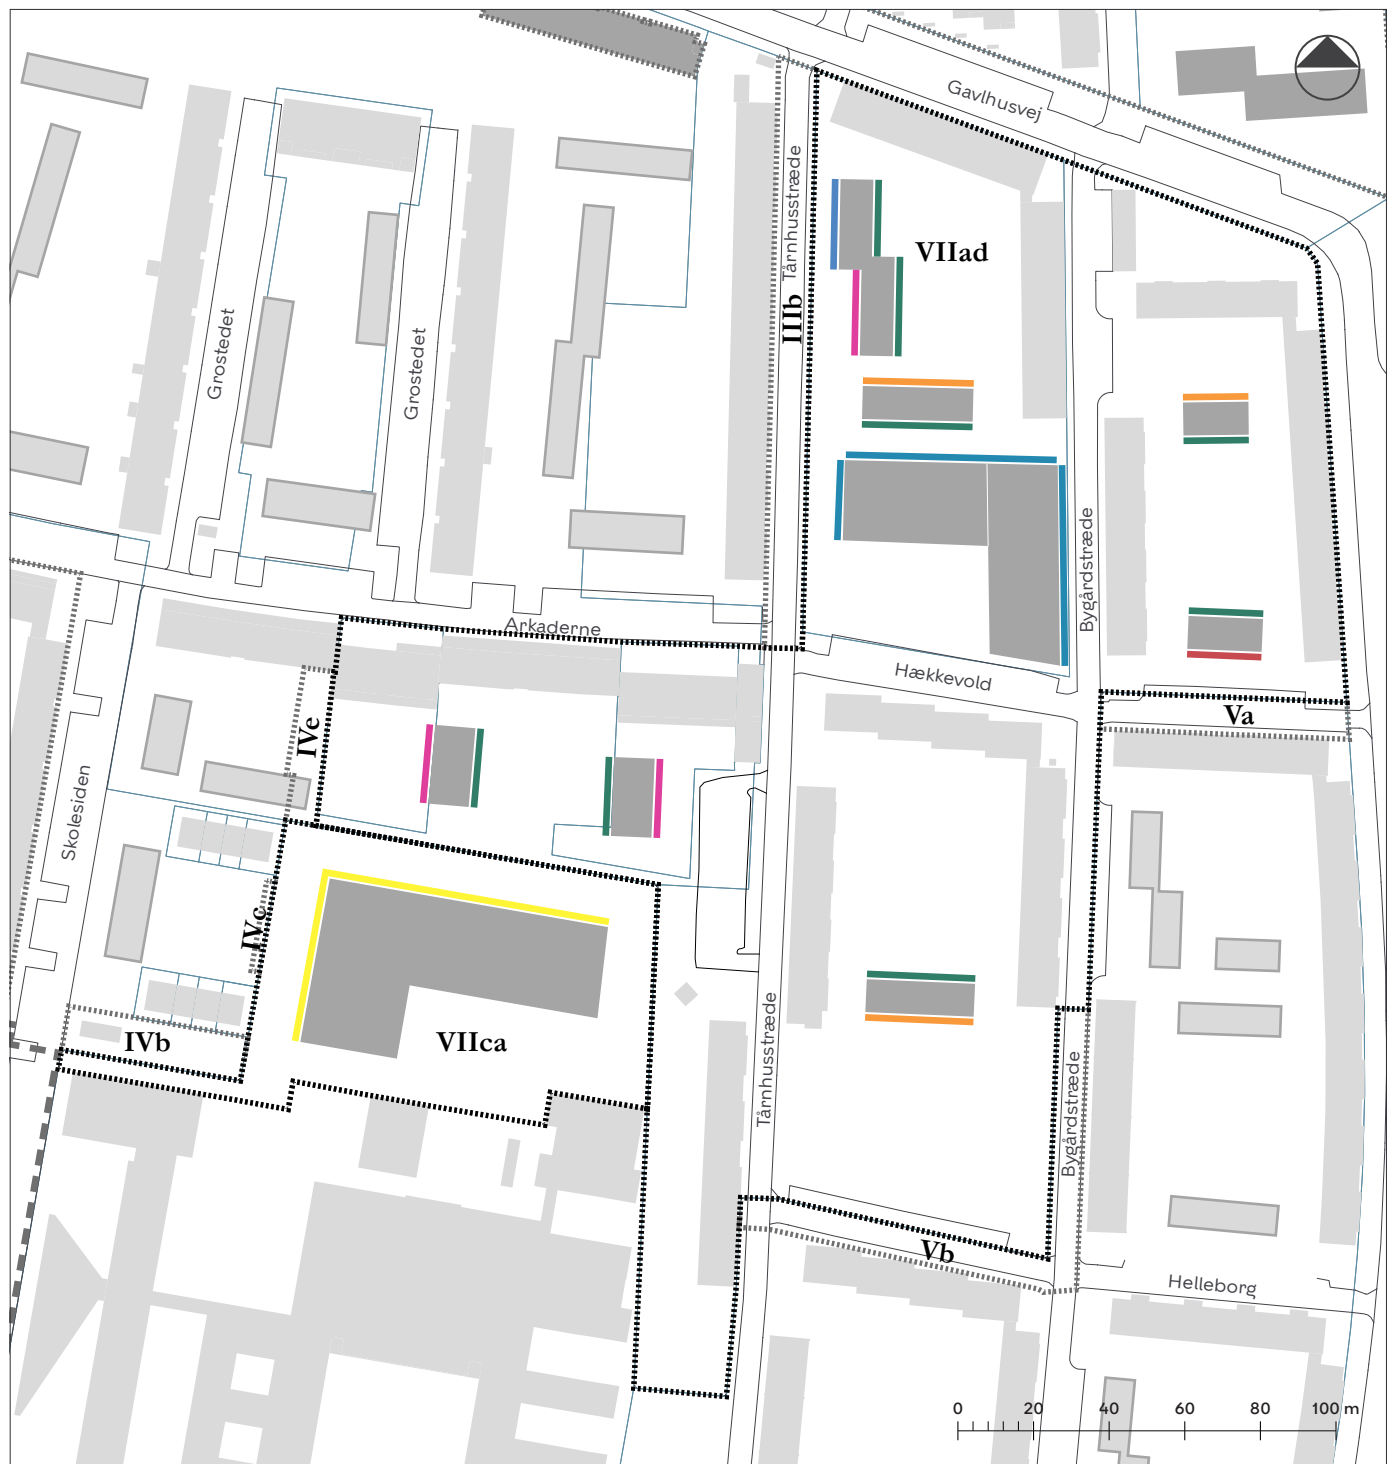 Gavlhusvej
Tårnhusstræde
VIIad
IIIb
Grostedet
Grostedet
Bygårdstræde
Arkaderne
Hækkevold
Va
IVe
Skolesiden
IVc
VIIca
IVb
Tårnhusstræde
Bygårdstræde
Vb
Helleborg
0 20 40 60 80 100 m